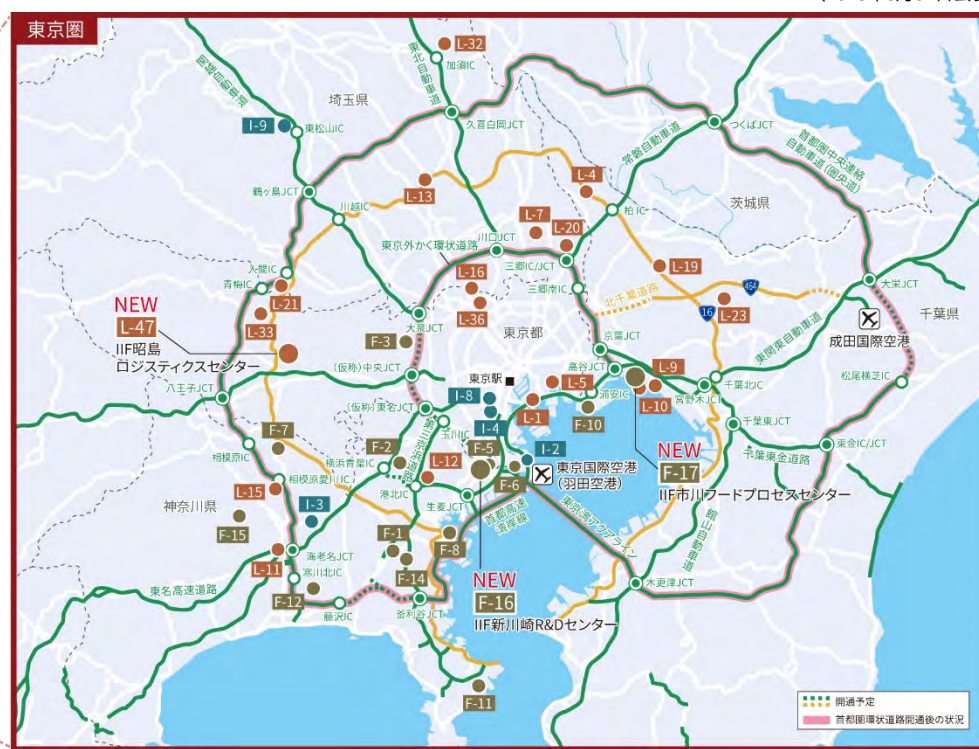 東京圏
L-32
加須IC
東北自動車道
関越自動車道
埼玉県
I-9
東松山IC
久喜白岡JCT
つくばJCT
常磐自動車道
首都圏中央連絡
自動車道(圏央道)
鶴ヶ島JCT
L-13
L-4
茨城県
川越IC
L-7
柏IC
L-20
東京外かく環状道路
川口JCT
三郷IC/JCT
入間IC
L-16
L-19
青梅IC
三郷南IC
大栄JCT
L-21
北千葉道路
464
NEW
L-47
IIF昭島
ロジスティクスセンター
L-33
L-36
16
L-23
成田国際空港
千葉県
大泉JCT
東京都
F-3
京葉JCT
東関東自動車道
(仮称)中央JCT
高谷JCT
L-9
松尾横芝IC
八王子JCT
東京駅
L-5
浦安IC
千葉北IC
I-8
L-1
F-10
L-10
宮野木JCT
(仮称)東名JCT
I-4
千葉東JCT
F-7
第三京浜道路
玉川IC
NEW
F-17
IIF市川フードプロセスセンター
相模原IC
F-2
F-5
I-2
東金IC/JCT
横浜青葉IC
L-12
千葉東金道路
相模原愛川IC
東京国際空港
(羽田空港)
L-15
港北IC
F-6
神奈川県
I-3
生麦JCT
首都高速
湾岸線
東京湾アクアライン
館山自動車道
F-15
海老名JCT
F-1
F-8
L-11
寒川北IC
F-14
NEW
F-16
IIF新川崎R&Dセンター
木更津JCT
東名高速道路
F-12
藤沢IC
釜利谷JCT
F-11
開通予定
首都圏環状道路開通後の状況